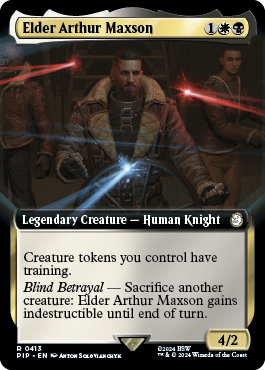 Elder Arthur Maxson 1
Legendary Creature — Human Knight
Creature tokens you control have
training.
Blind Betrayal — Sacrifice another
creature: Elder Arthur Maxson gains
indestructible until end of turn.
4/2
R 0413
PIP • EN Anton Solovianchyk
©2024 BSW
™ & © 2024 Wizards of the Coast